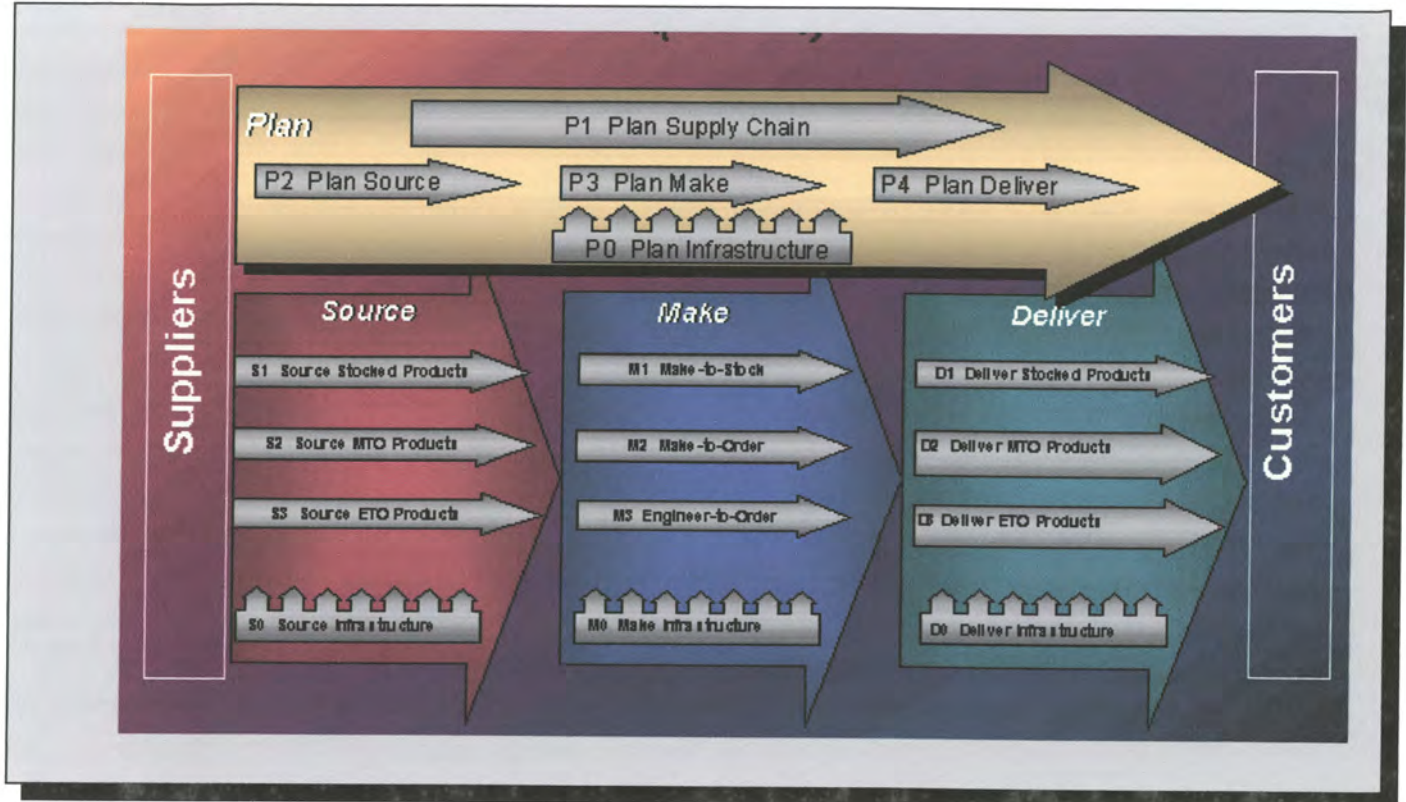 Plan
P1 Plan Supply Chain
P2 Plan Source
P3 Plan Make
P4 Plan Deliver
P0 Plan Infrastructure
Suppliers
Source
S1 Source Stocked Products
S2 Source MTO Products
S3 Source ETO Products
S0 Source Infrastructure
Make
M1 Make-to-Stock
M2 Make-to-Order
M3 Engineer-to-Order
M0 Make Infrastructure
Deliver
D1 Deliver Stocked Products
D2 Deliver MTO Products
D3 Deliver ETO Products
D0 Deliver Infrastructure
Customers